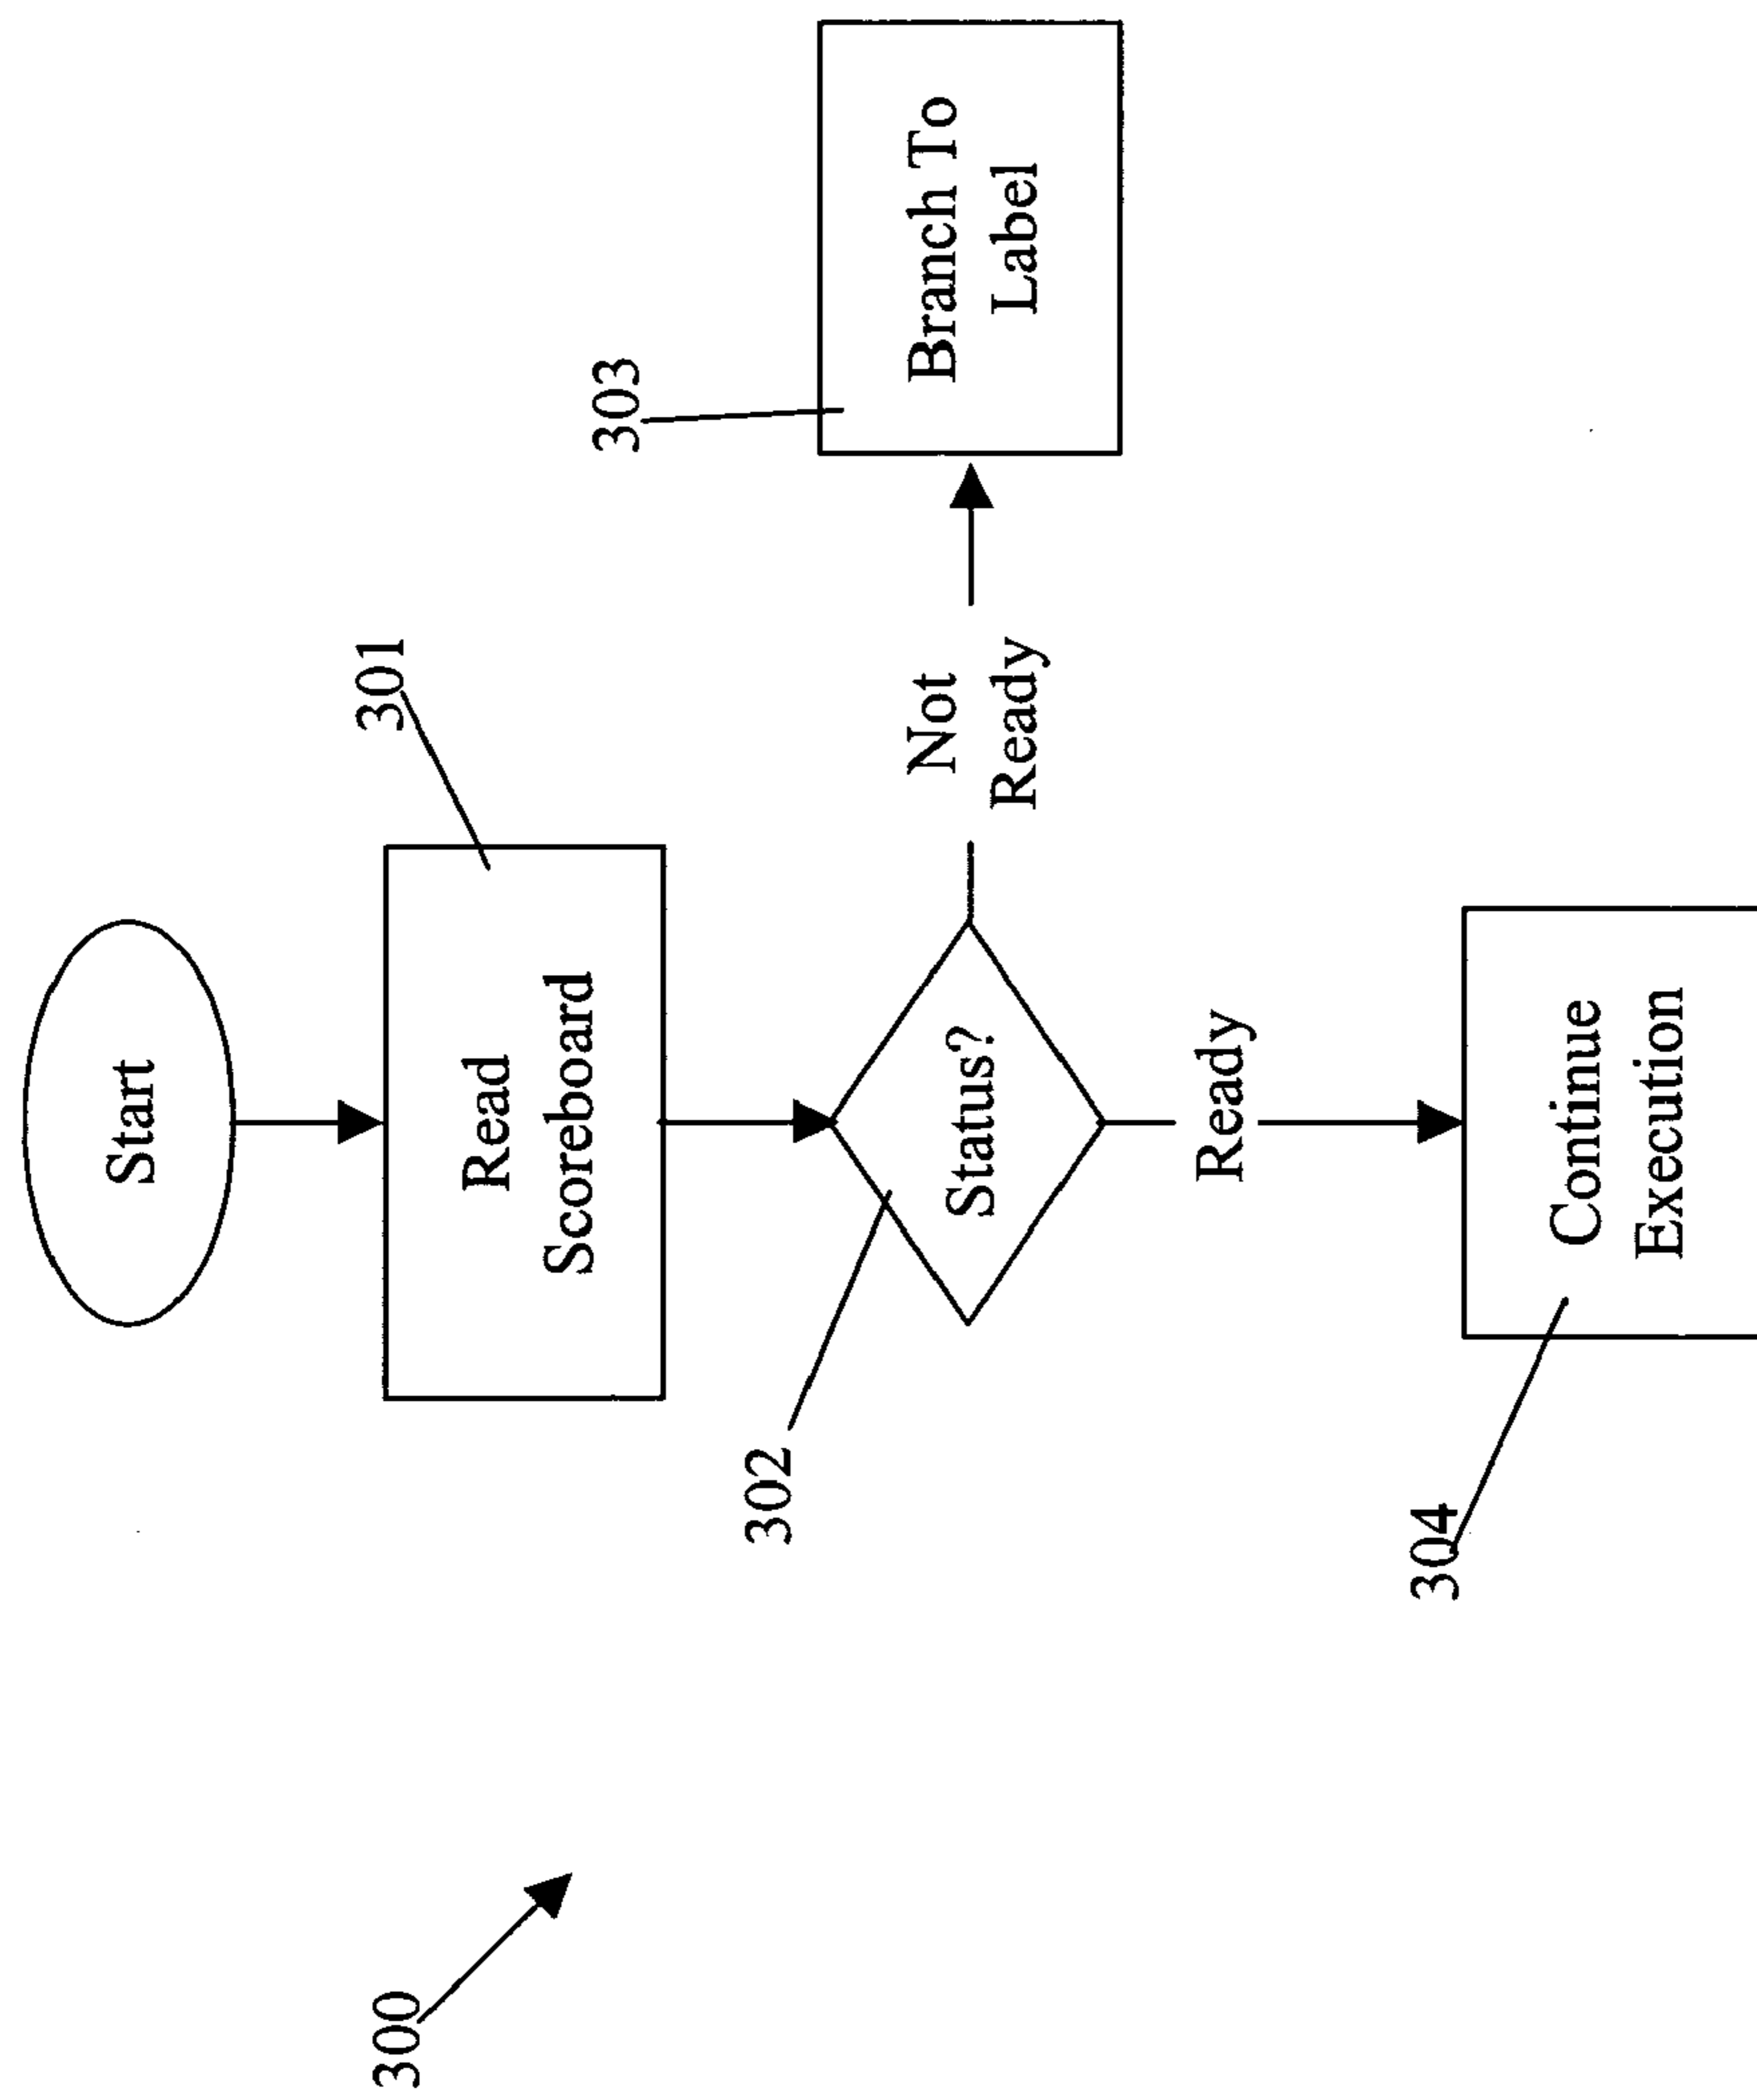 300
Start
301
Read
Scoreboard
302
Status?
Not
Ready
303
Branch To
Label
Ready
304
Continue
Execution